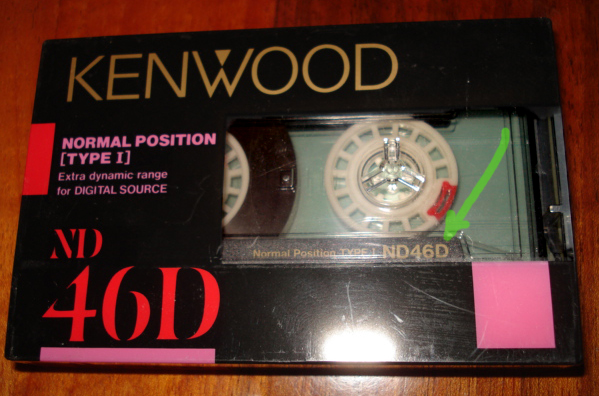 KENWOOD
NORMAL POSITION
[TYPE I]
Extra dynamic range
for DIGITAL SOURCE
ND
46D
Normal Position TYPE I ND46D